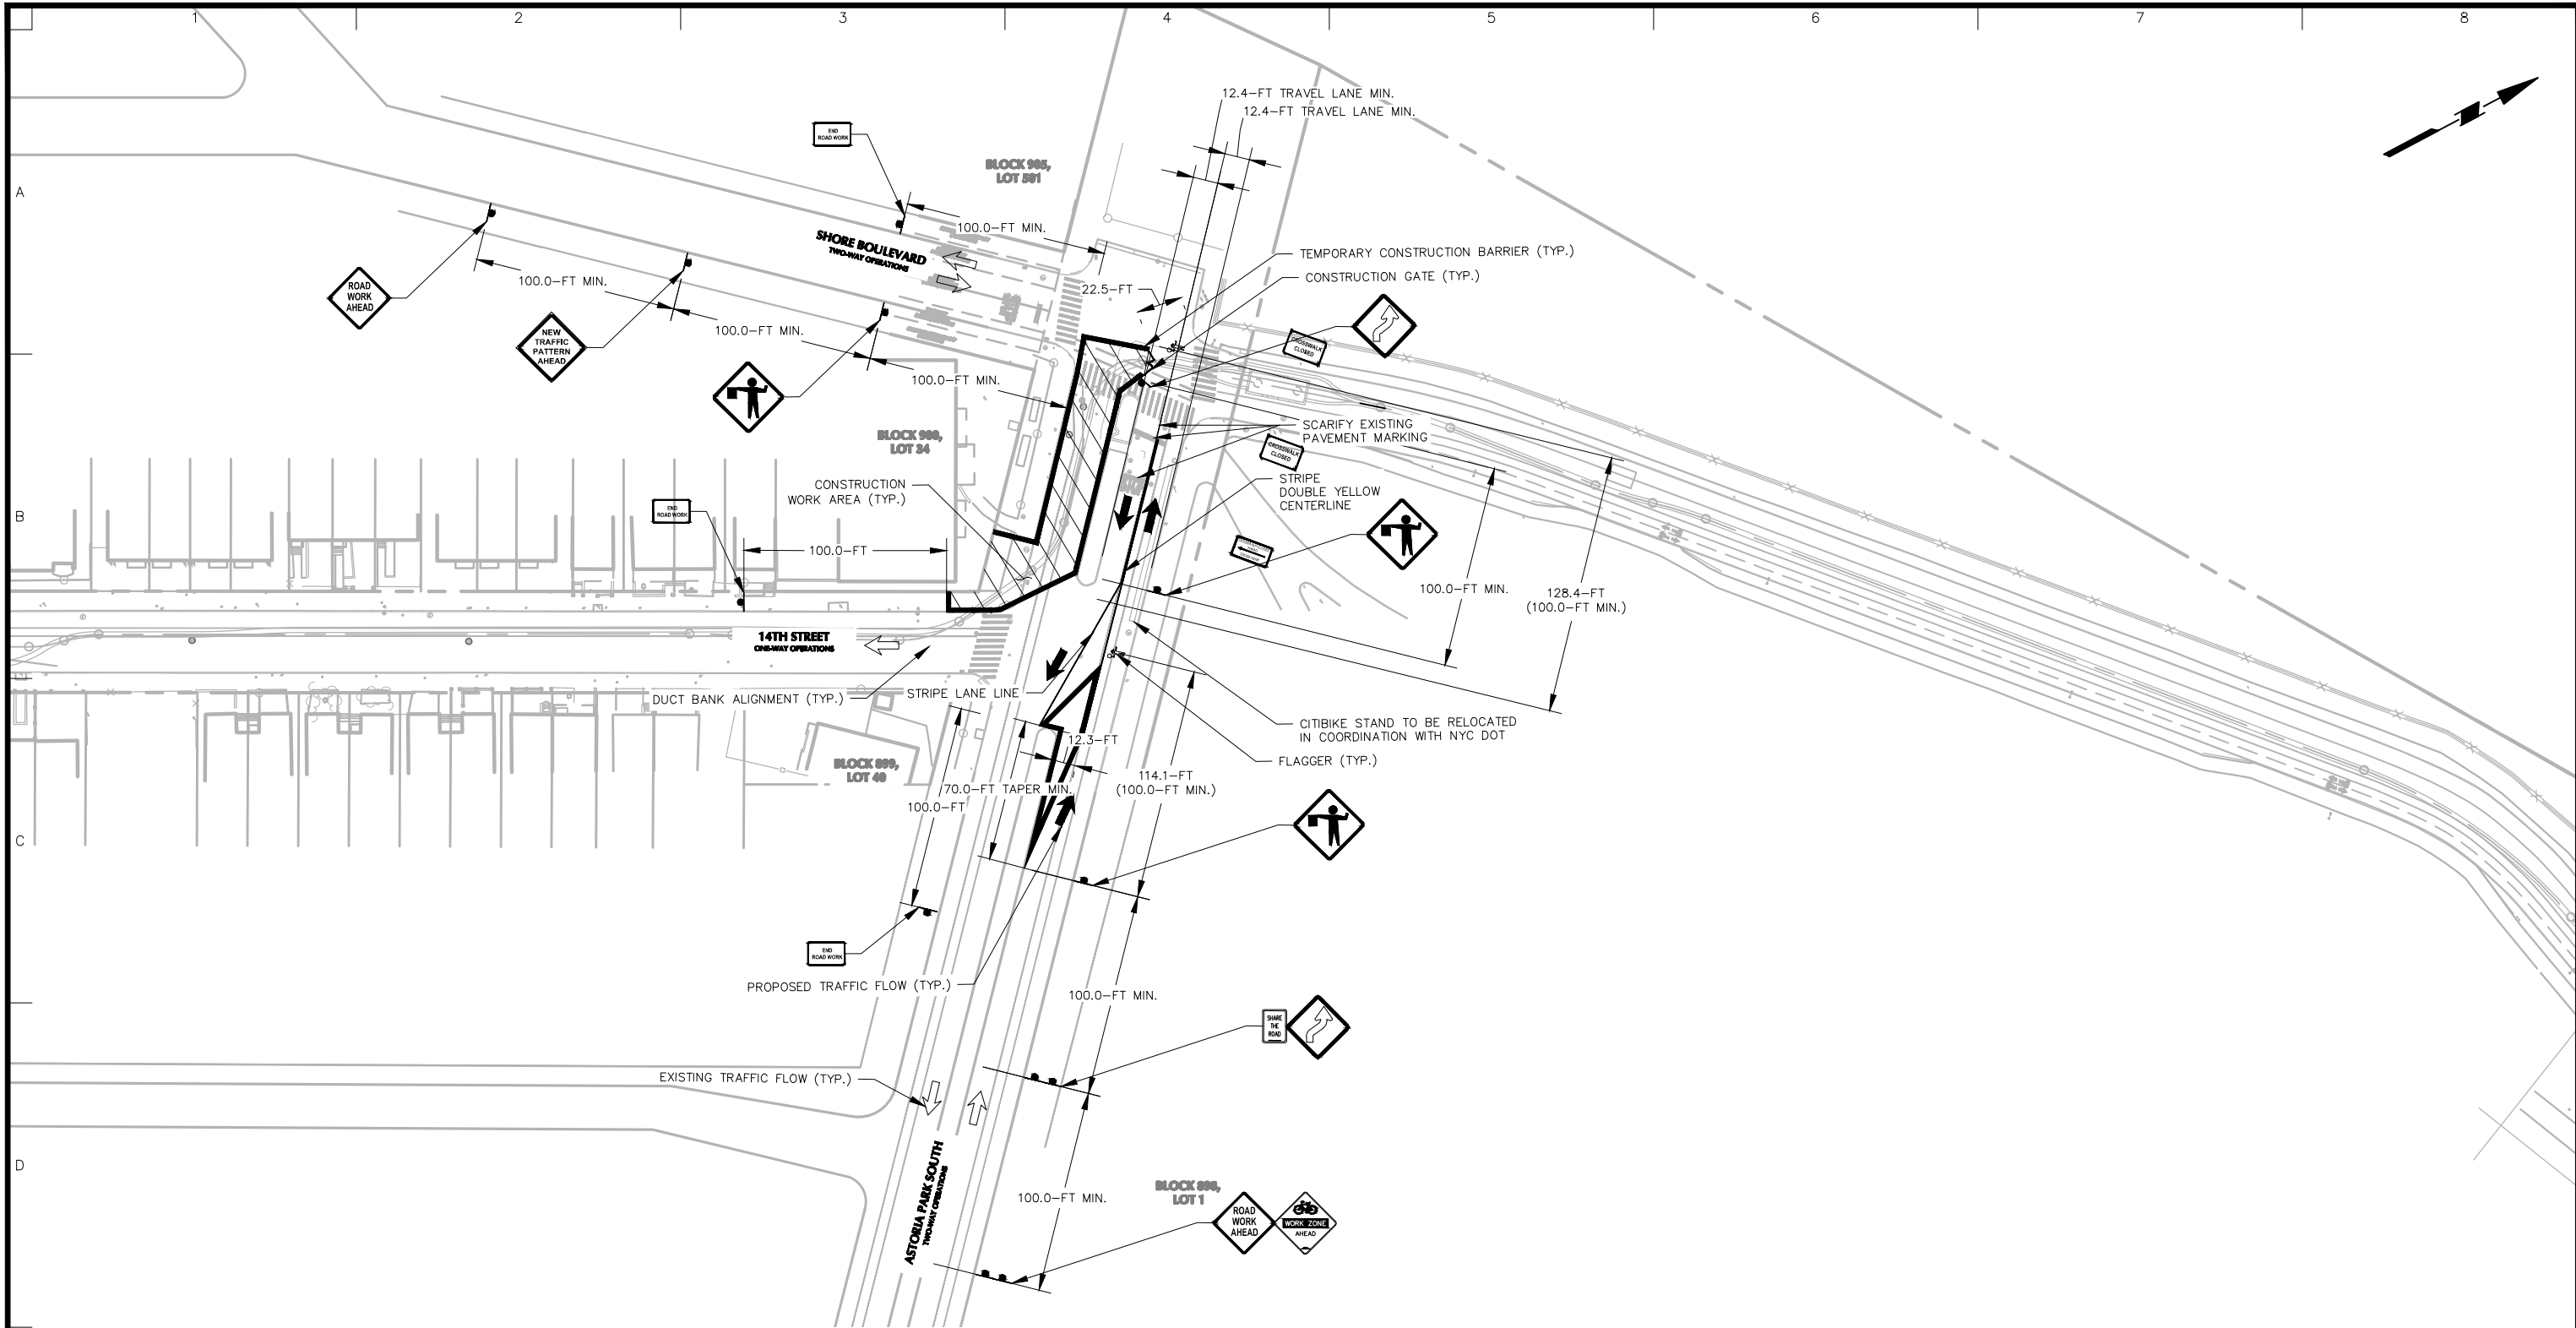 1
2
3
4
5
6
7
8
A
B
C
D
12.4-FT TRAVEL LANE MIN.
12.4-FT TRAVEL LANE MIN.
END
ROAD WORK
BLOCK 905,
LOT 501
100.0-FT MIN.
SHORE BOULEVARD
TWO-WAY OPERATIONS
TEMPORARY CONSTRUCTION BARRIER (TYP.)
CONSTRUCTION GATE (TYP.)
22.5-FT
ROAD
WORK
AHEAD
100.0-FT MIN.
NEW
TRAFFIC
PATTERN
AHEAD
100.0-FT MIN.
100.0-FT MIN.
CROSSWALK
CLOSED
SCARIFY EXISTING
PAVEMENT MARKING
CROSSWALK
CLOSED
LOT 34
CONSTRUCTION
WORK AREA (TYP.)
STRIPE
DOUBLE YELLOW
CENTERLINE
END
ROAD WORK
100.0-FT
100.0-FT MIN.
128.4-FT
(100.0-FT MIN.)
14TH STREET
ONE-WAY OPERATIONS
DUCT BANK ALIGNMENT (TYP.)
STRIPE LANE LINE
CITIBIKE STAND TO BE RELOCATED
IN COORDINATION WITH NYC DOT
FLAGGER (TYP.)
12.3-FT
BLOCK 899,
LOT 40
114.1-FT
(100.0-FT MIN.)
70.0-FT TAPER MIN.
100.0-FT
END
ROAD WORK
PROPOSED TRAFFIC FLOW (TYP.)
100.0-FT MIN.
SHARE
THE
ROAD
EXISTING TRAFFIC FLOW (TYP.)
ASTORIA PARK SOUTH
TWO-WAY OPERATIONS
100.0-FT MIN.
BLOCK 898,
LOT 1
ROAD
WORK
AHEAD
WORK ZONE
AHEAD